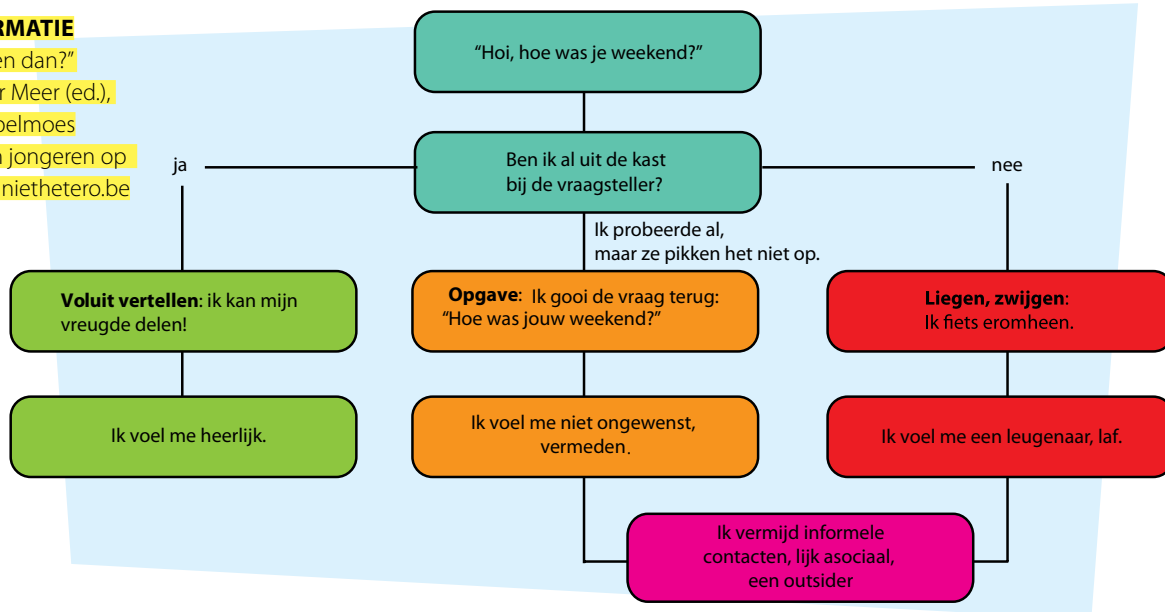 RMATIE
en dan?”
r Meer (ed.),
pelmoes
n jongeren op
niethetero.be
“Hoi, hoe was je weekend?”
Ben ik al uit de kast
bij de vraagsteller?
ja
nee
Ik probeerde al,
maar ze pikken het niet op.
Voluit vertellen: ik kan mijn
vreugde delen!
Opgave: Ik gooi de vraag terug:
“Hoe was jouw weekend?”
Liegen, zwijgen:
Ik fiets eromheen.
Ik voel me heerlijk.
Ik voel me niet ongewenst,
vermeden.
Ik voel me een leugenaar, laf.
Ik vermijd informele
contacten, lijk asociaal,
een outsider